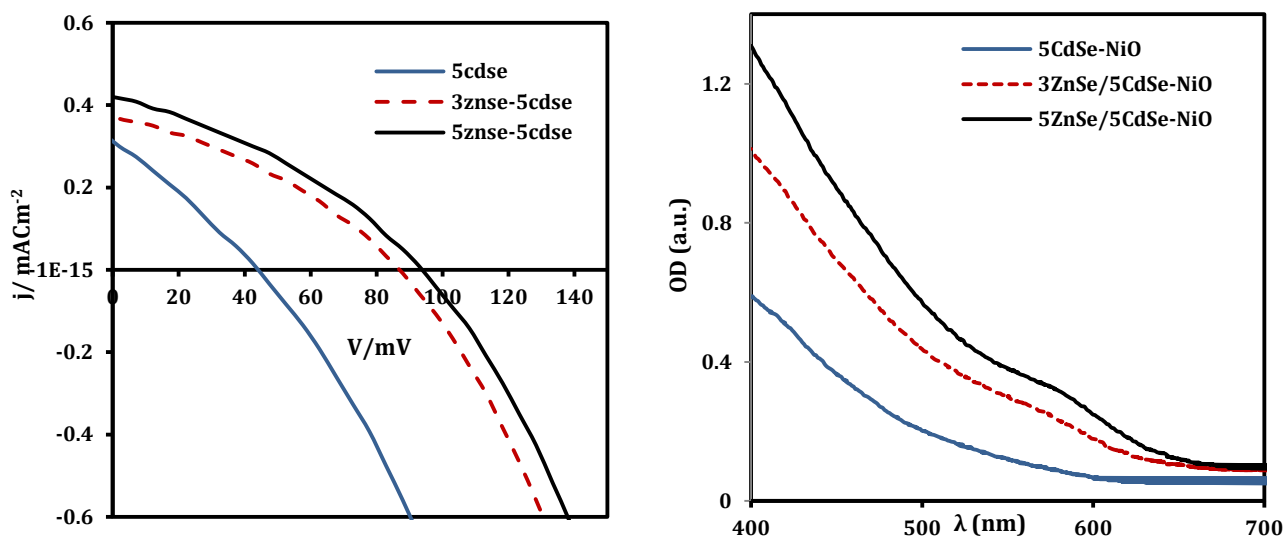 0.6
0.4
0.2
-1E-15
-0.2
-0.4
-0.6
j/ mACm-2
0 20 40 60 80 100 120 140
V/mV
5cdse
3znse-5cdse
5znse-5cdse
1.2
0.8
0.4
0
OD (a.u.)
400 500 600 700
λ (nm)
5CdSe-NiO
3ZnSe/5CdSe-NiO
5ZnSe/5CdSe-NiO